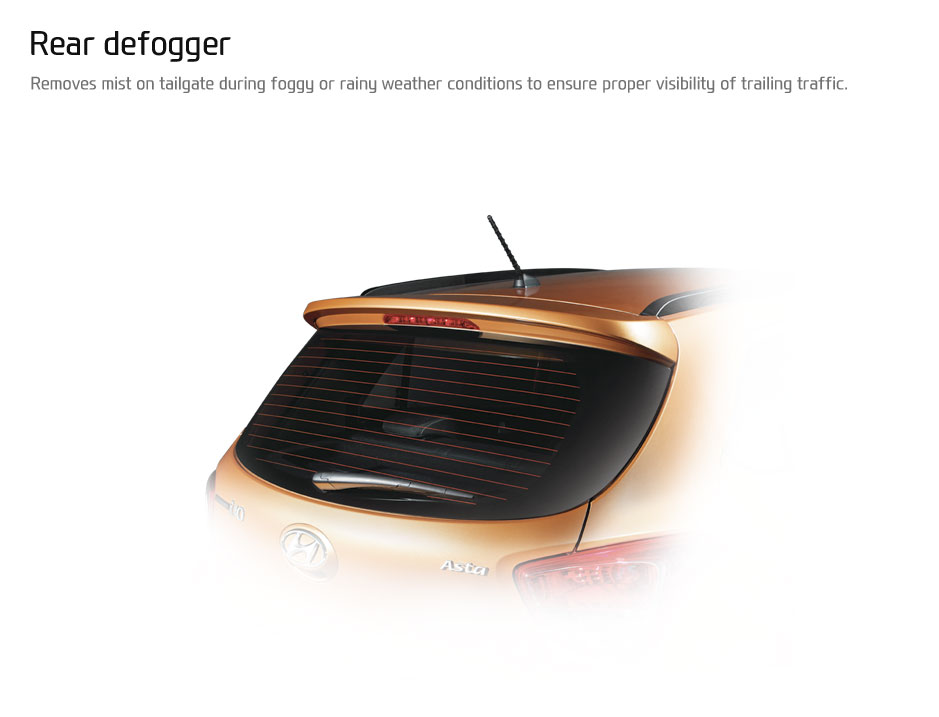 Rear defogger
Removes mist on tailgate during foggy or rainy weather conditions to ensure proper visibility of trailing traffic.
Asta